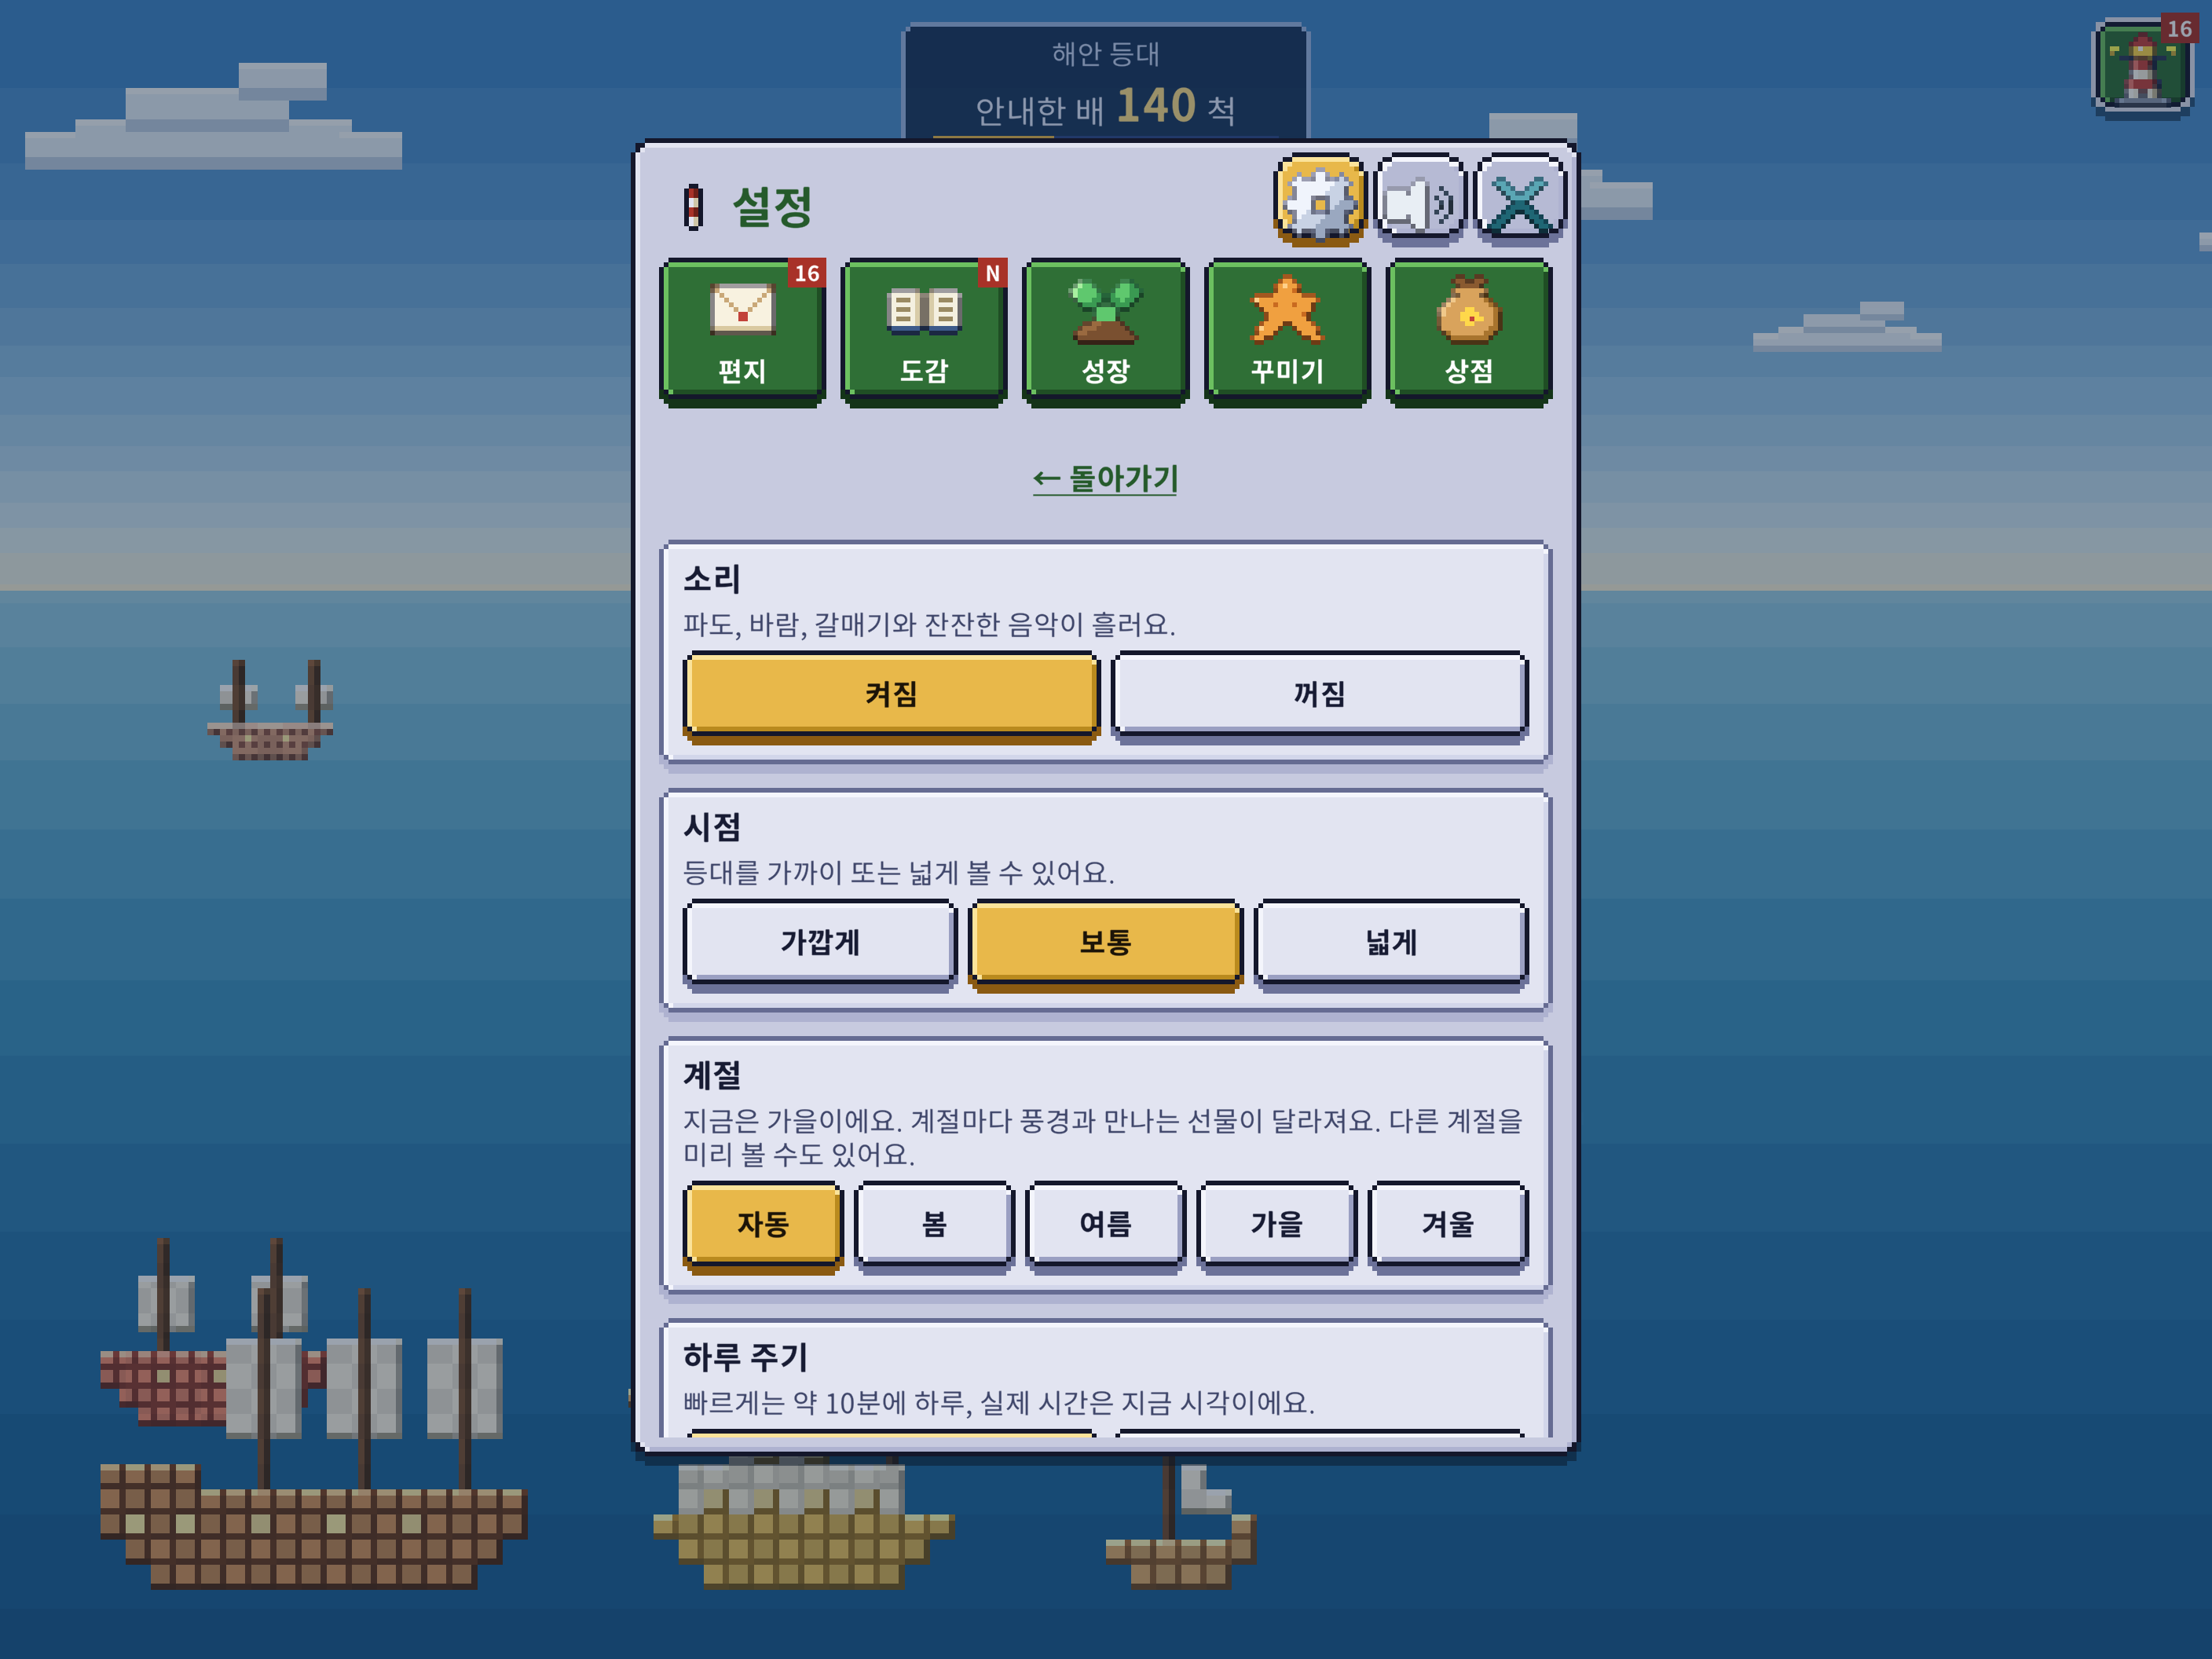 해안 등대
안내한 배 140 척
16
설정
16
N
편지
도감
성장
꾸미기
상점
← 돌아가기
소리
파도, 바람, 갈매기와 잔잔한 음악이 흘러요.
켜짐
꺼짐
시점
등대를 가까이 또는 넓게 볼 수 있어요.
가깝게
보통
넓게
계절
지금은 가을이에요. 계절마다 풍경과 만나는 선물이 달라져요. 다른 계절을
미리 볼 수도 있어요.
자동
봄
여름
가을
겨울
하루 주기
빠르게는 약 10분에 하루, 실제 시간은 지금 시각이에요.